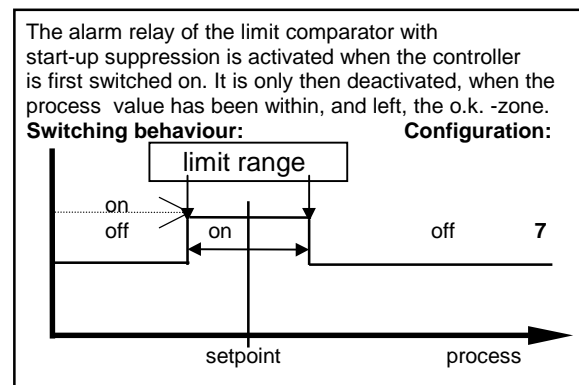 The alarm relay of the limit comparator with
start-up suppression is activated when the controller
is first switched on. It is only then deactivated, when the
process value has been within, and left, the o.k. -zone.
Switching behaviour: Configuration:
limit range
on
off on off 7
setpoint process